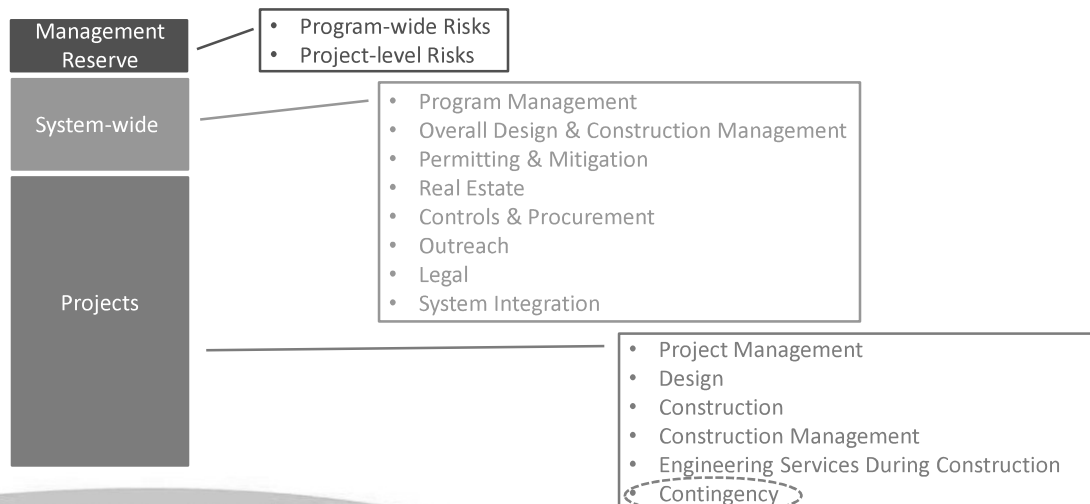 Management
Reserve
• Program-wide Risks
• Project-level Risks
System-wide
• Program Management
• Overall Design & Construction Management
• Permitting & Mitigation
• Real Estate
• Controls & Procurement
• Outreach
• Legal
• System Integration
Projects
• Project Management
• Design
• Construction
• Construction Management
• Engineering Services During Construction
• Contingency